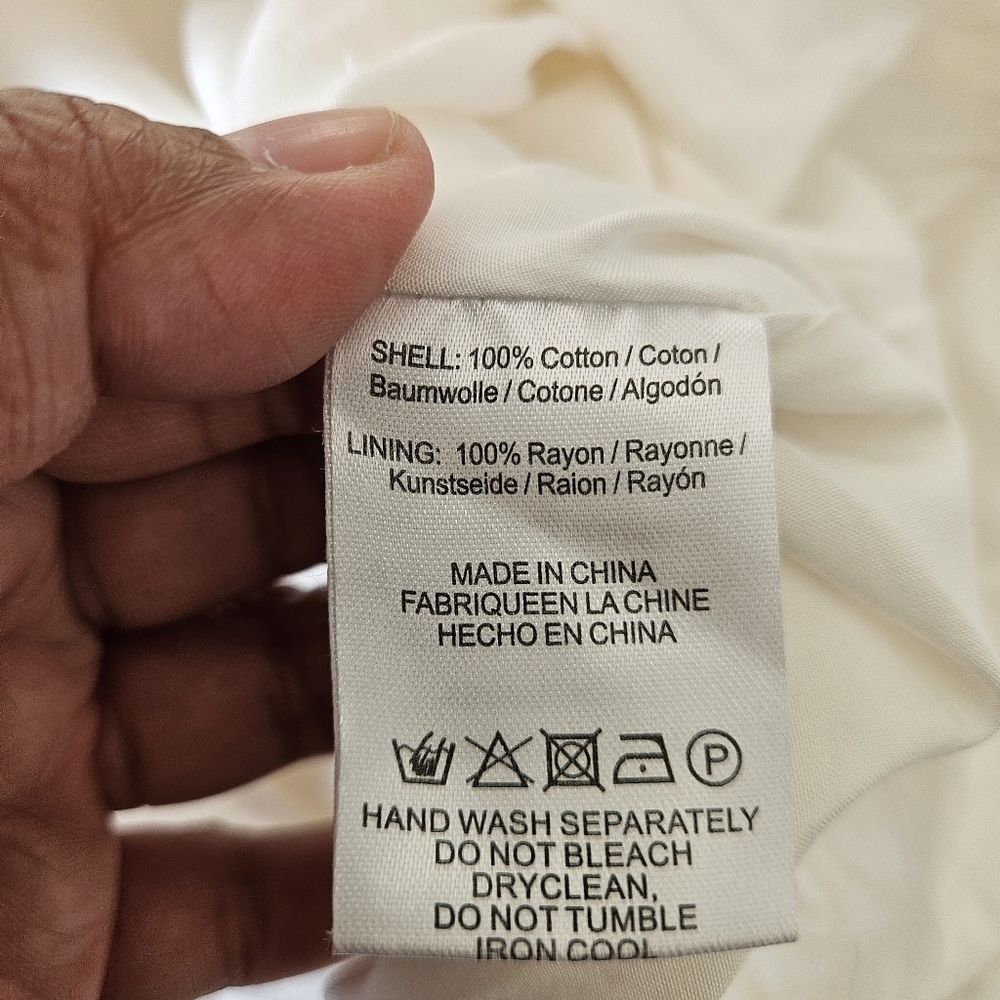 SHELL: 100% Cotton / Coton /
Baumwolle / Cotone / Algodón
LINING: 100% Rayon / Rayonne /
Kunstseide / Raion / Rayón
MADE IN CHINA
FABRIQUEEN LA CHINE
HECHO EN CHINA
P
HAND WASH SEPARATELY
DO NOT BLEACH
DRYCLEAN,
DO NOT TUMBLE
IRON COOL